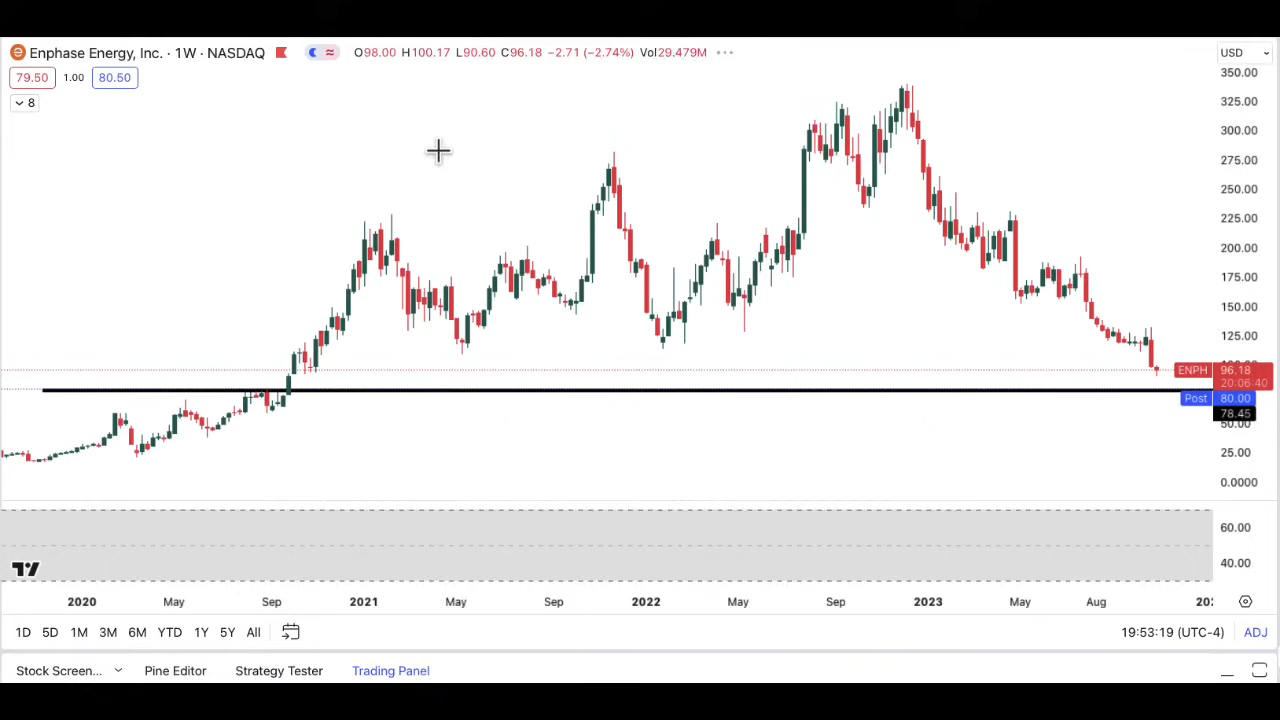 Enphase Energy, Inc. · 1W · NASDAQ O98.00 H100.17 L90.60 C96.18 −2.71 (−2.74%) Vol29.479M USD
79.50 1.00 80.50
8
350.00
325.00
300.00
275.00
250.00
225.00
200.00
175.00
150.00
125.00
ENPH 96.18
20:06:40
Post 80.00
78.45
50.00
25.00
0.0000
60.00
40.00
2020 May Sep 2021 May Sep 2022 May Sep 2023 May Aug
1D 5D 1M 3M 6M YTD 1Y 5Y All 19:53:19 (UTC-4) ADJ
Stock Screen... Pine Editor Strategy Tester Trading Panel